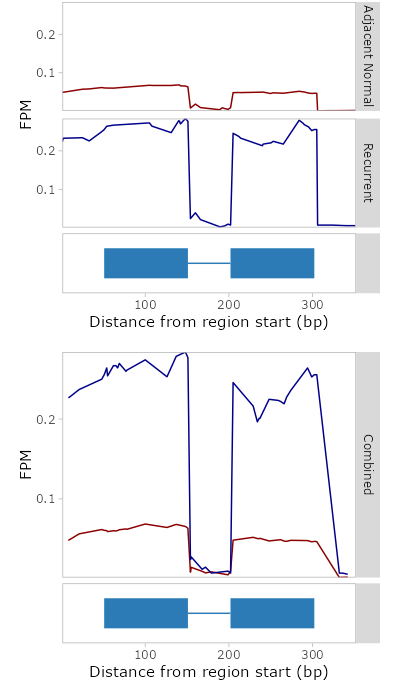 Adjacent Normal
0.2
0.1
FPM
Recurrent
0.2
0.1
100 200 300
Distance from region start (bp)
Combined
0.2
FPM
0.1
100 200 300
Distance from region start (bp)